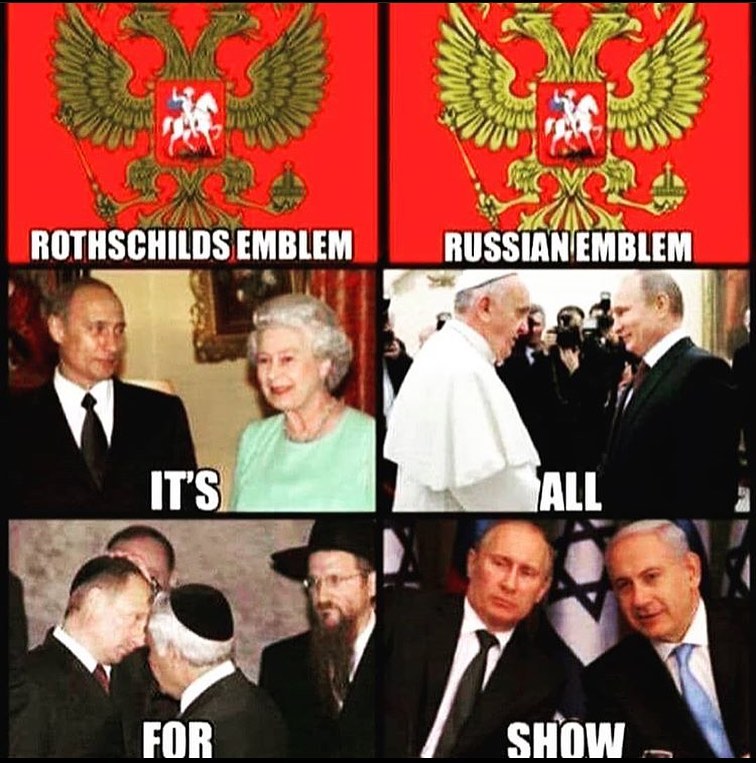 ROTHSCHILDS EMBLEM
RUSSIAN EMBLEM
IT'S
ALL
FOR
SHOW